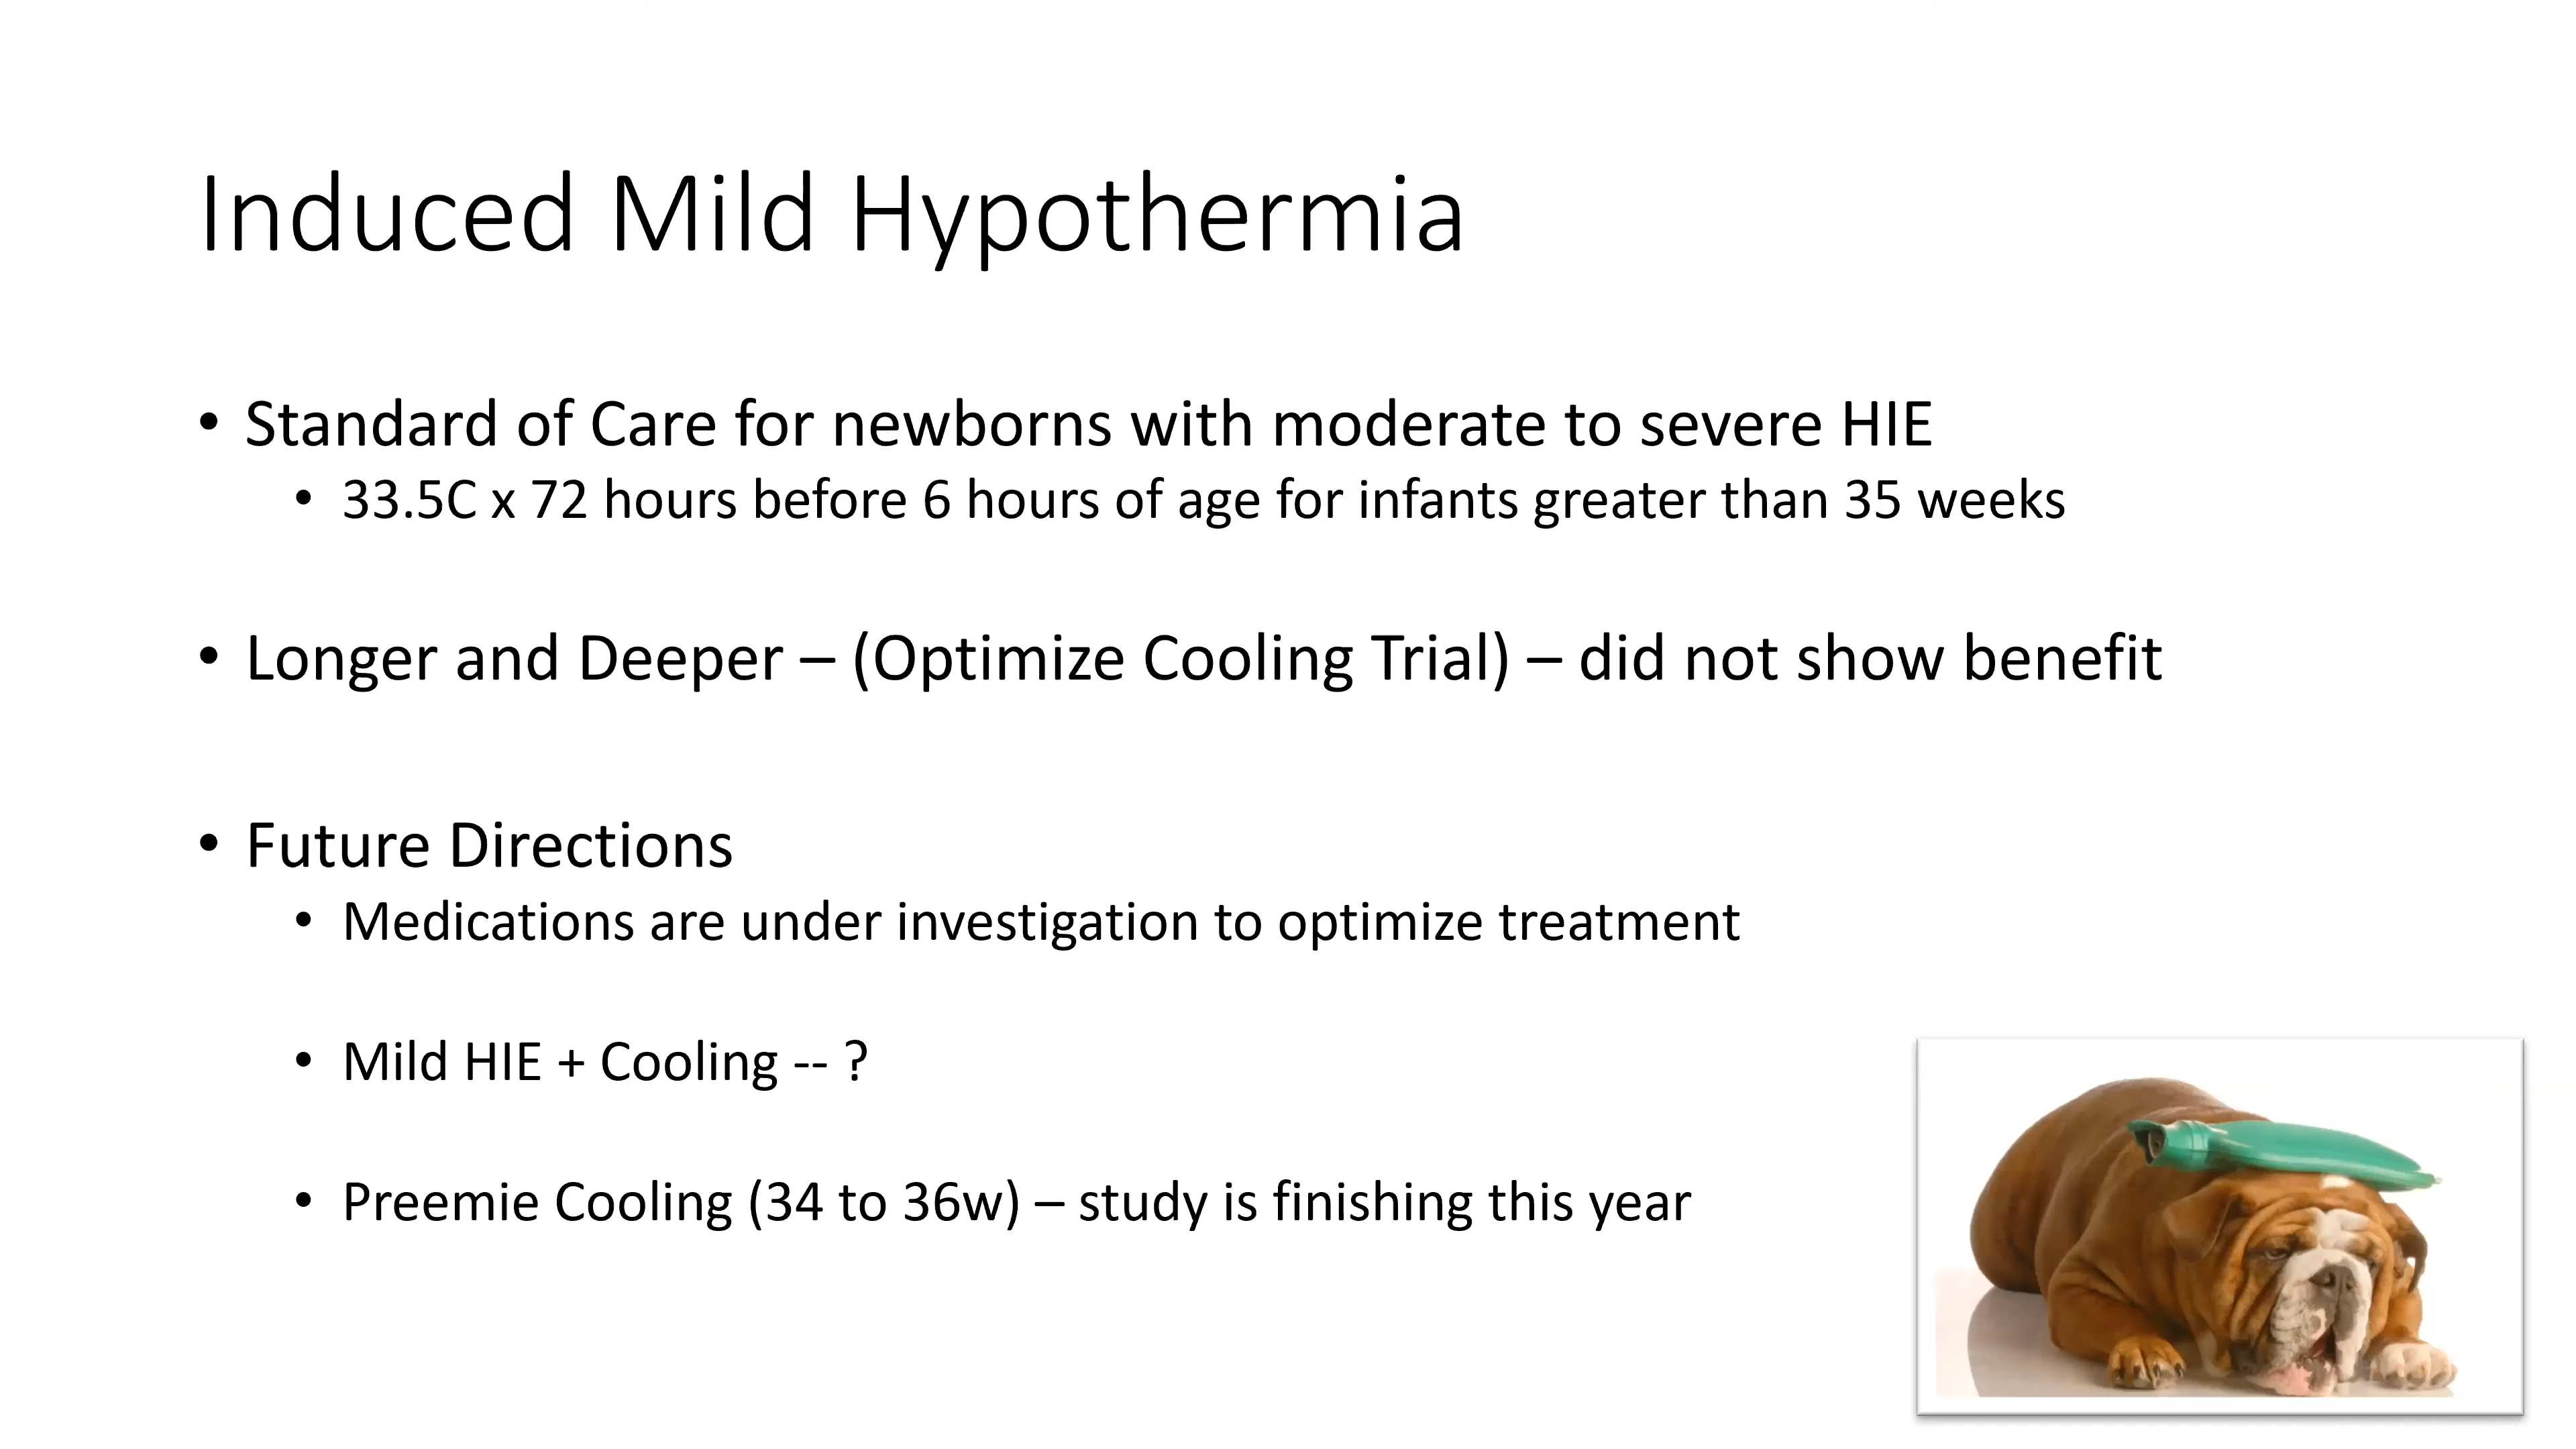 Induced Mild Hypothermia
• Standard of Care for newborns with moderate to severe HIE
• 33.5C x 72 hours before 6 hours of age for infants greater than 35 weeks
• Longer and Deeper – (Optimize Cooling Trial) – did not show benefit
• Future Directions
• Medications are under investigation to optimize treatment
• Mild HIE + Cooling -- ?
• Preemie Cooling (34 to 36w) – study is finishing this year